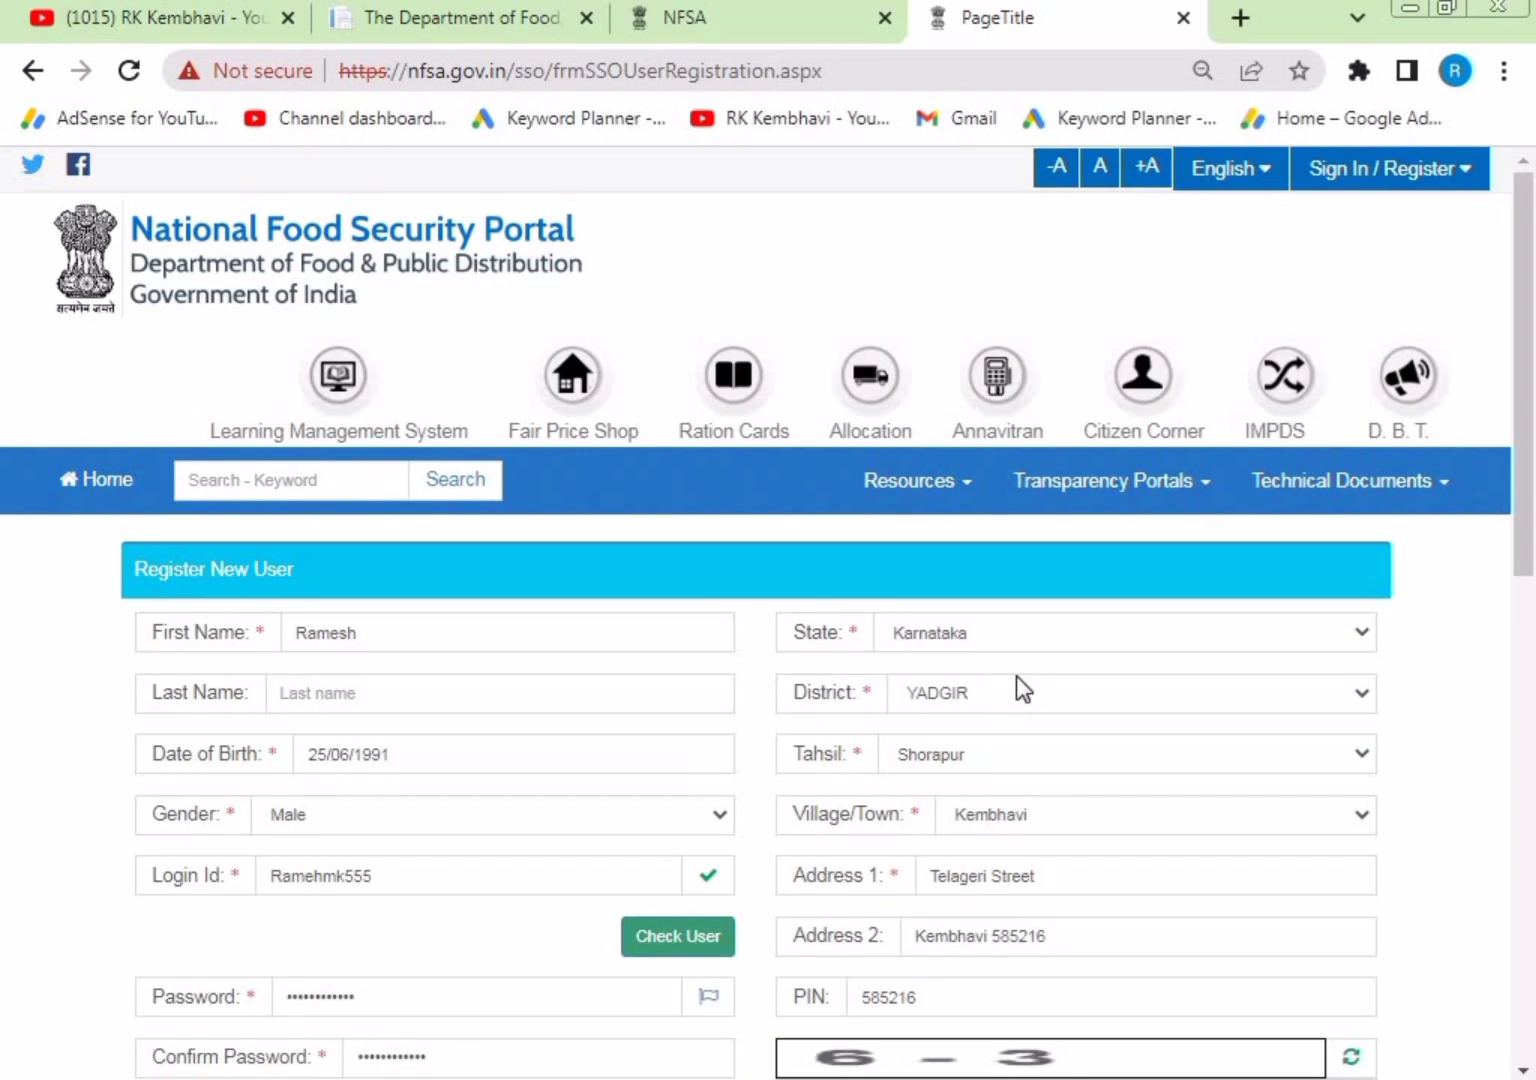 (1015) RK Kembhavi - You
The Department of Food
NFSA
PageTitle
Not secure
https://nfsa.gov.in/sso/frmSSOUserRegistration.aspx
R
AdSense for YouTu...
Channel dashboard...
Keyword Planner -...
RK Kembhavi - You...
Gmail
Keyword Planner -...
Home – Google Ad...
-A
A
+A
English
Sign In / Register
National Food Security Portal
Department of Food & Public Distribution
Government of India
सत्यमेव जयते
Learning Management System
Fair Price Shop
Ration Cards
Allocation
Annavitran
Citizen Corner
IMPDS
D. B. T.
Home
Search - Keyword
Search
Resources
Transparency Portals
Technical Documents
Register New User
First Name: * Ramesh
State: * Karnataka
Last Name: Last name
District: * YADGIR
Date of Birth: * 25/06/1991
Tahsil: * Shorapur
Gender: * Male
Village/Town: * Kembhavi
Login Id: * Ramehmk555
Address 1: * Telageri Street
Check User
Address 2: Kembhavi 585216
Password: * ••••••••••••
PIN: 585216
Confirm Password: * ••••••••••••
6 - 3